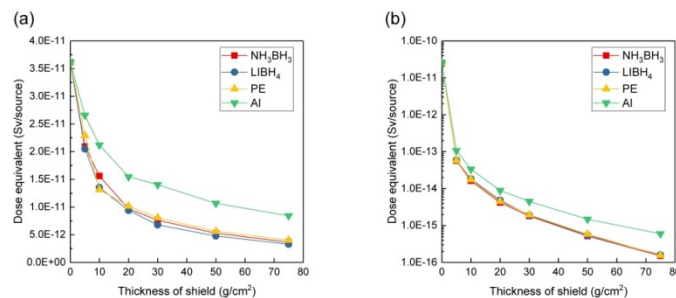 (a)
4.0E-11
3.5E-11
3.0E-11
2.5E-11
2.0E-11
1.5E-11
1.0E-11
5.0E-12
0.0E+00
0 10 20 30 40 50 60 70 80
Dose equivalent (Sv/source)
Thickness of shield (g/cm²)
NH₃BH₃
LIBH₄
PE
Al
(b)
1.0E-10
1.0E-11
1.0E-12
1.0E-13
1.0E-14
1.0E-15
1.0E-16
0 10 20 30 40 50 60 70 80
Dose equivalent (Sv/source)
Thickness of shield (g/cm²)
NH₃BH₃
LIBH₄
PE
Al